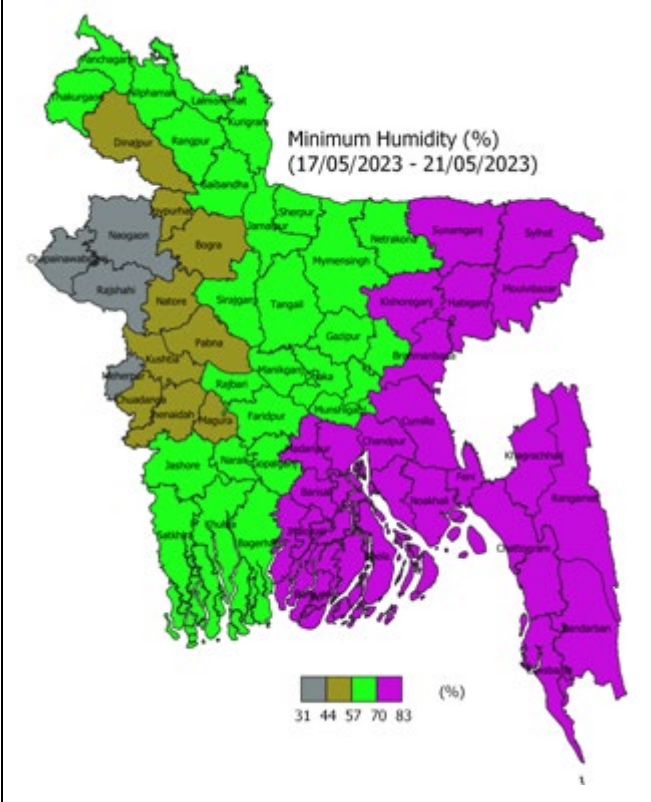 Panchagarh
Thakurgaon
Nilphamari
Lalmonirhat
Kurigram
Dinajpur
Rangpur
Minimum Humidity (%)
(17/05/2023 - 21/05/2023)
Gaibandha
Joypurhat
Naogaon
Bogra
Jamalpur
Sherpur
Netrakona
Mymensingh
Sunamganj
Sylhet
Chapainawabganj
Rajshahi
Natore
Sirajganj
Tangail
Kishoreganj
Habiganj
Moulvibazar
Gazipur
Pabna
Kushtia
Meherpur
Manikganj
Dhaka
Brahmanbaria
Chuadanga
Jhenaidah
Magura
Rajbari
Faridpur
Munshiganj
Cumilla
Madaripur
Chandpur
Jashore
Narail
Gopalganj
Khagrachhari
Feni
Rangamati
Barisal
Noakhali
Satkhira
Khulna
Bagerhat
Bhola
Chattogram
Bandarban
(%)
31 44 57 70 83